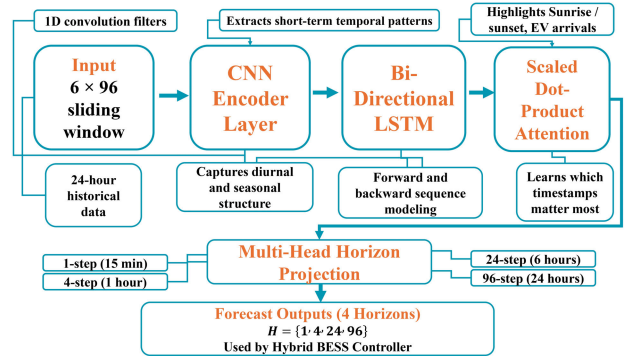 1D convolution filters
Extracts short-term temporal patterns
Highlights Sunrise /
sunset, EV arrivals
Input
6 × 96
sliding
window
CNN
Encoder
Layer
Bi-
Directional
LSTM
Scaled
Dot-
Product
Attention
24-hour
historical
data
Captures diurnal
and seasonal
structure
Forward and
backward sequence
modeling
Learns which
timestamps
matter most
1-step (15 min)
4-step (1 hour)
Multi-Head Horizon
Projection
24-step (6 hours)
96-step (24 hours)
Forecast Outputs (4 Horizons)
H = {1, 4, 24, 96}
Used by Hybrid BESS Controller